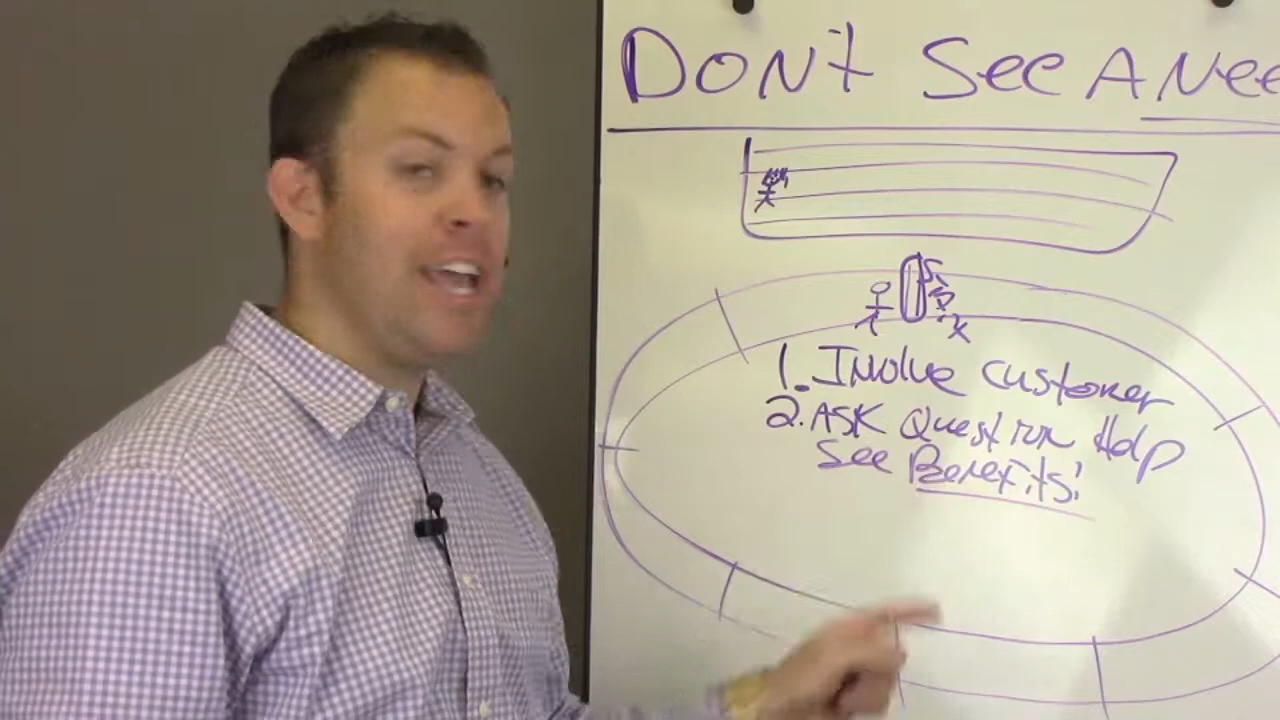 DON't See A Nee
1. Involve customer
2. ASK Question Help
See Benefits!